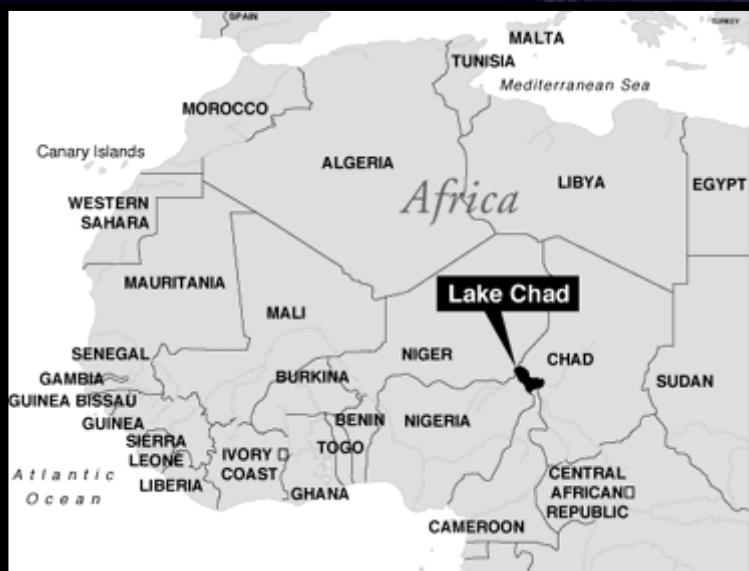 SPAIN
TURKEY
MALTA
TUNISIA
Mediterranean Sea
MOROCCO
Canary Islands
ALGERIA
LIBYA
EGYPT
Africa
WESTERN
SAHARA
MAURITANIA
Lake Chad
MALI
SENEGAL
NIGER
CHAD
GAMBIA
BURKINA
SUDAN
GUINEA BISSAU
GUINEA
BENIN
NIGERIA
SIERRA
LEONE
IVORY
COAST
TOGO
Atlantic
Ocean
LIBERIA
GHANA
CENTRAL
AFRICAN
REPUBLIC
CAMEROON